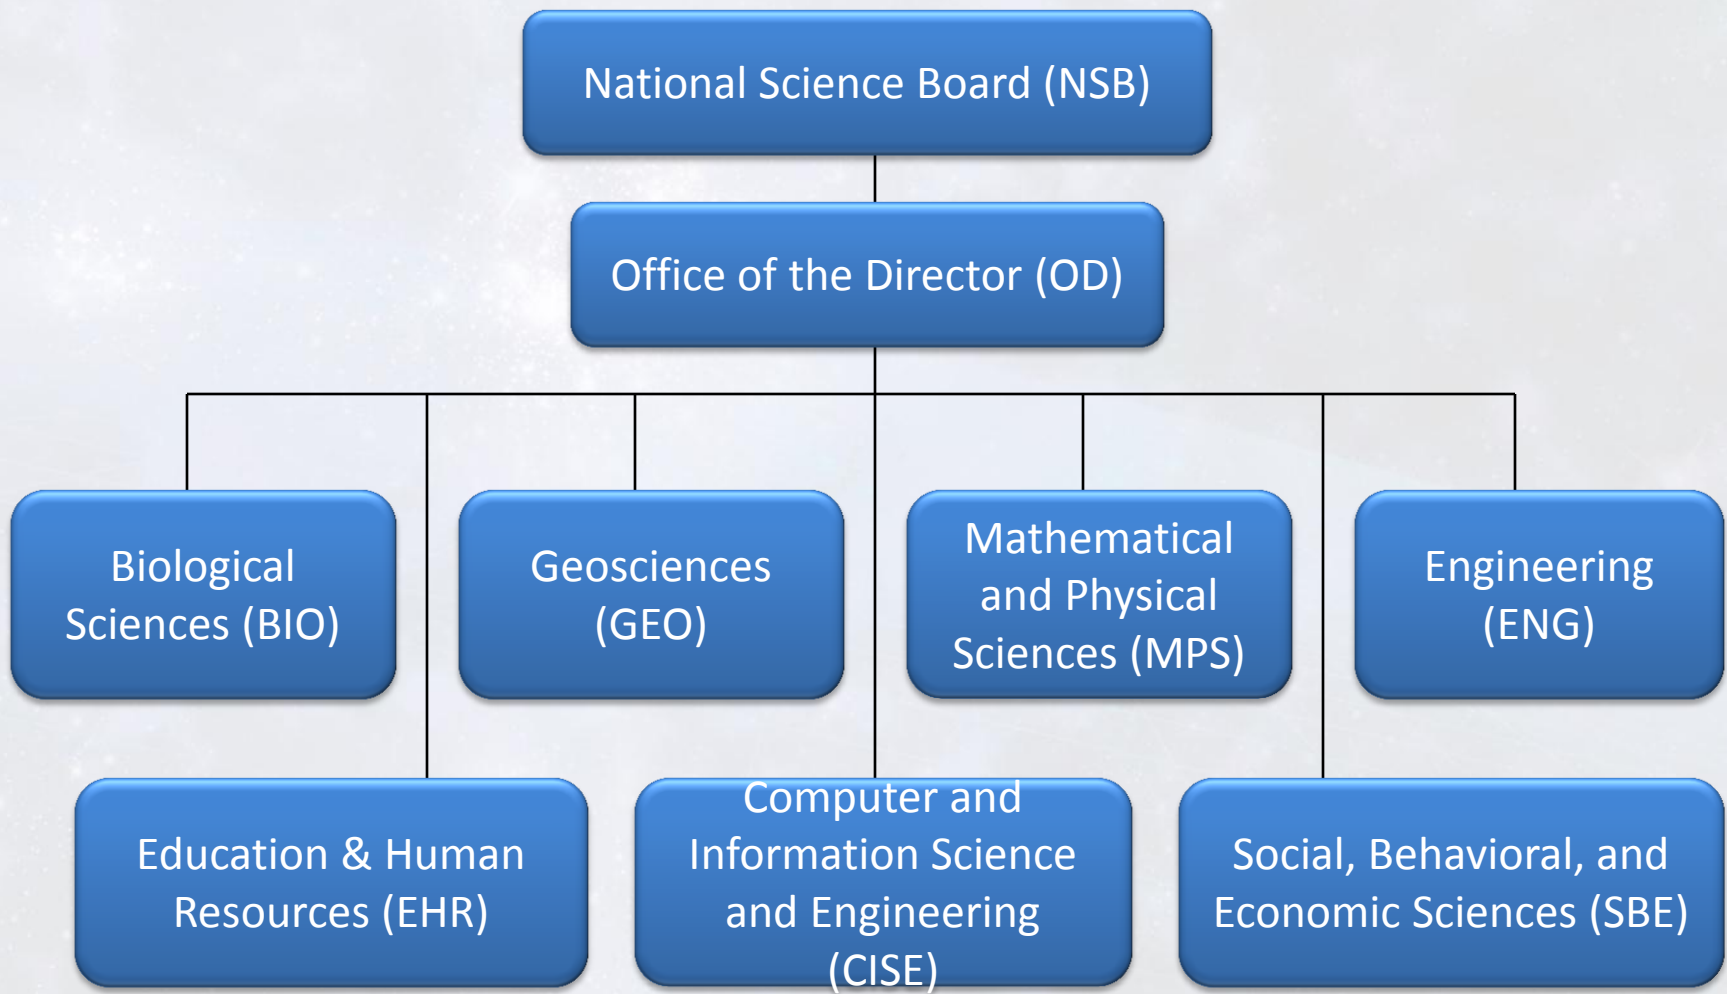 National Science Board (NSB)
Office of the Director (OD)
Biological
Sciences (BIO)
Geosciences
(GEO)
Mathematical
and Physical
Sciences (MPS)
Engineering
(ENG)
Education & Human
Resources (EHR)
Computer and
Information Science
and Engineering
(CISE)
Social, Behavioral, and
Economic Sciences (SBE)